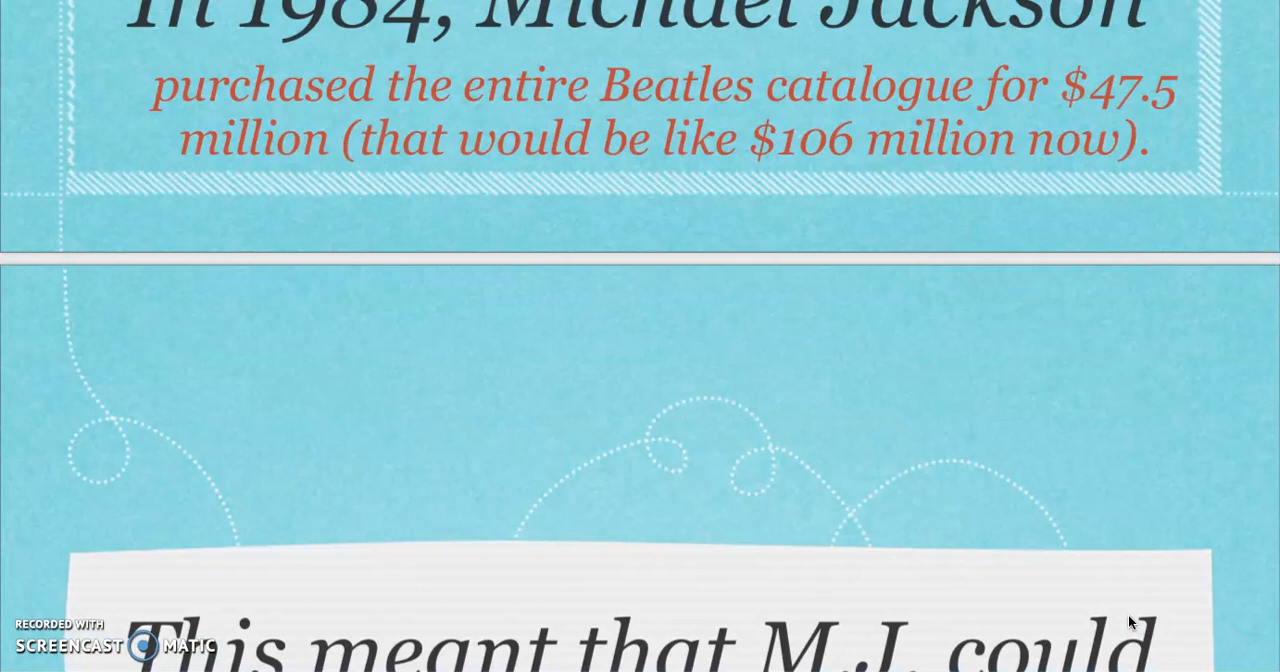 In 1984, Michael Jackson
purchased the entire Beatles catalogue for $47.5
million (that would be like $106 million now).
This meant that M.J. could
RECORDED WITH
SCREENCAST MATIC